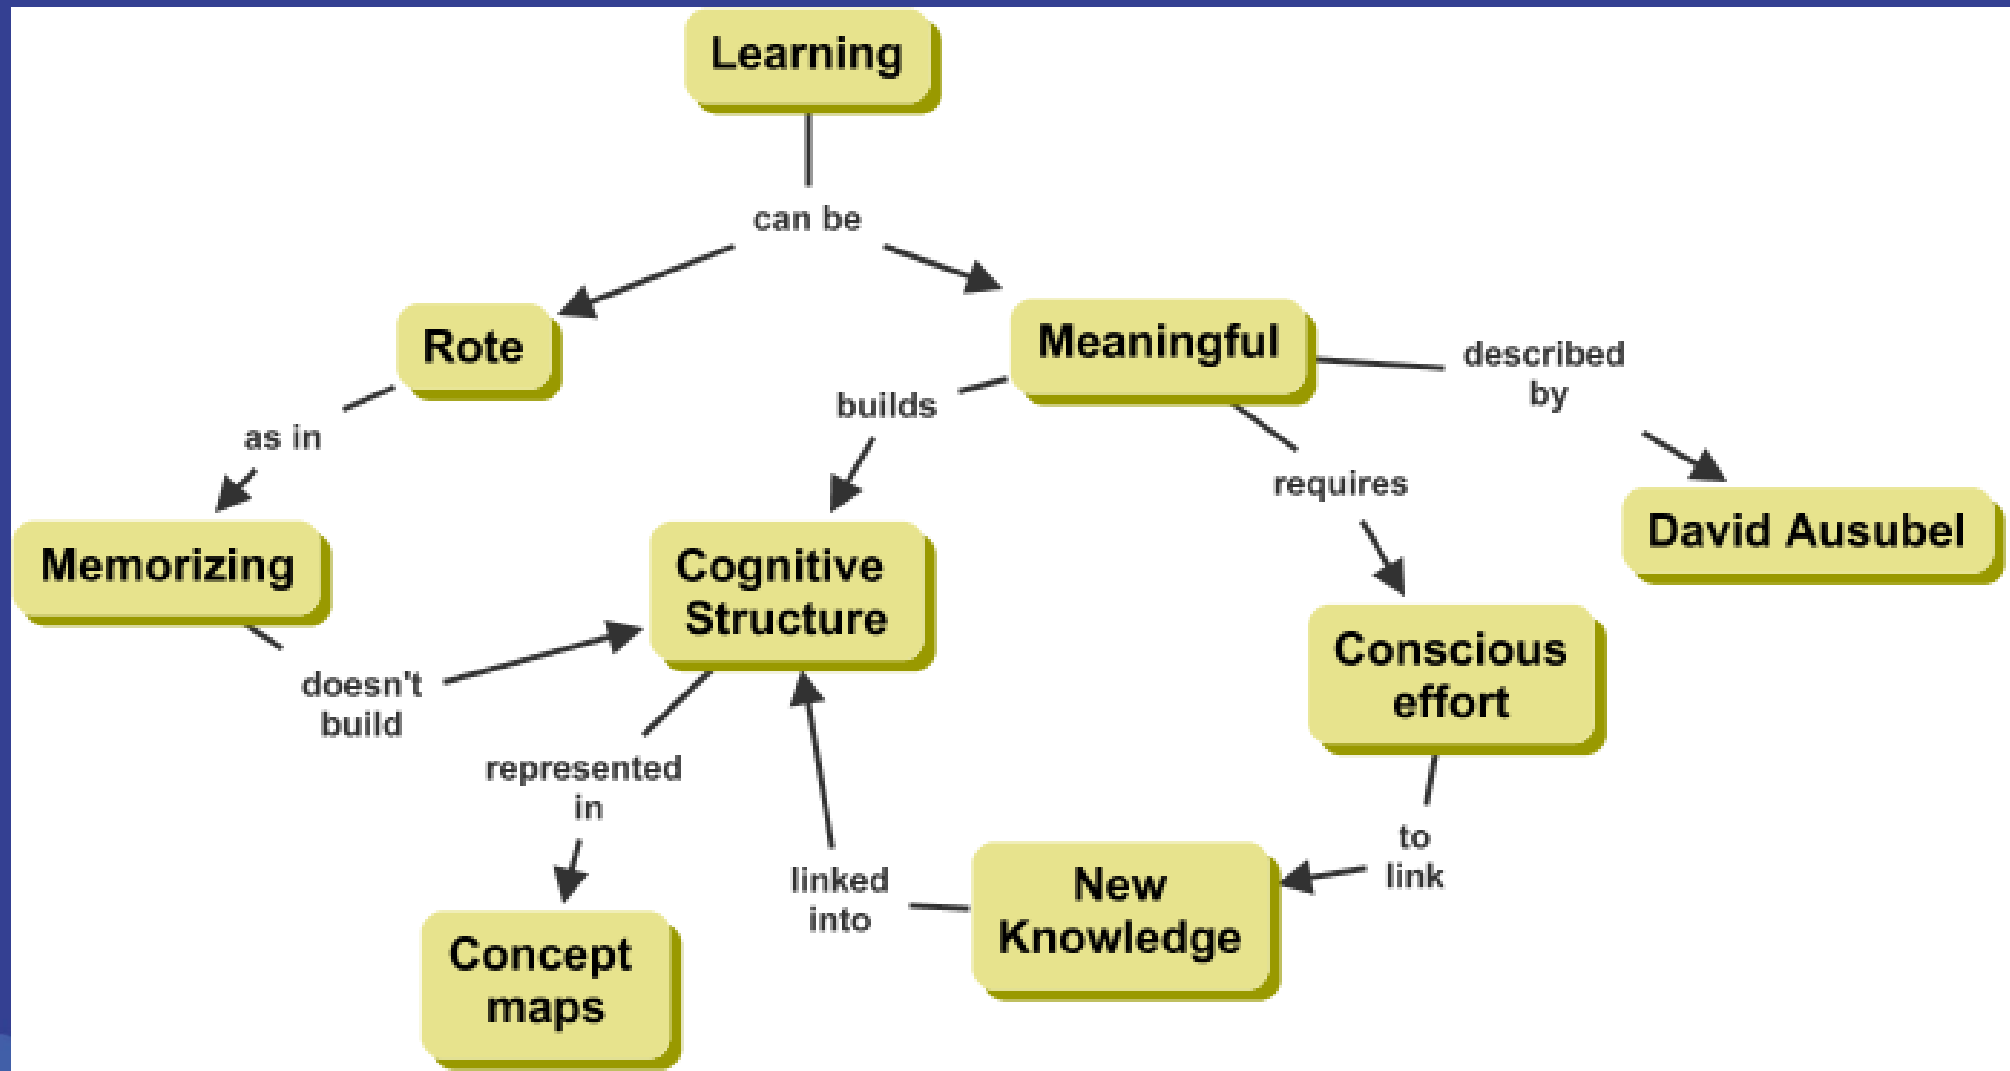 Learning
can be
Rote
Meaningful
described
by
builds
as in
requires
David Ausubel
Memorizing
Cognitive
Structure
Conscious
effort
doesn't
build
represented
in
to
link
linked
into
New
Knowledge
Concept
maps